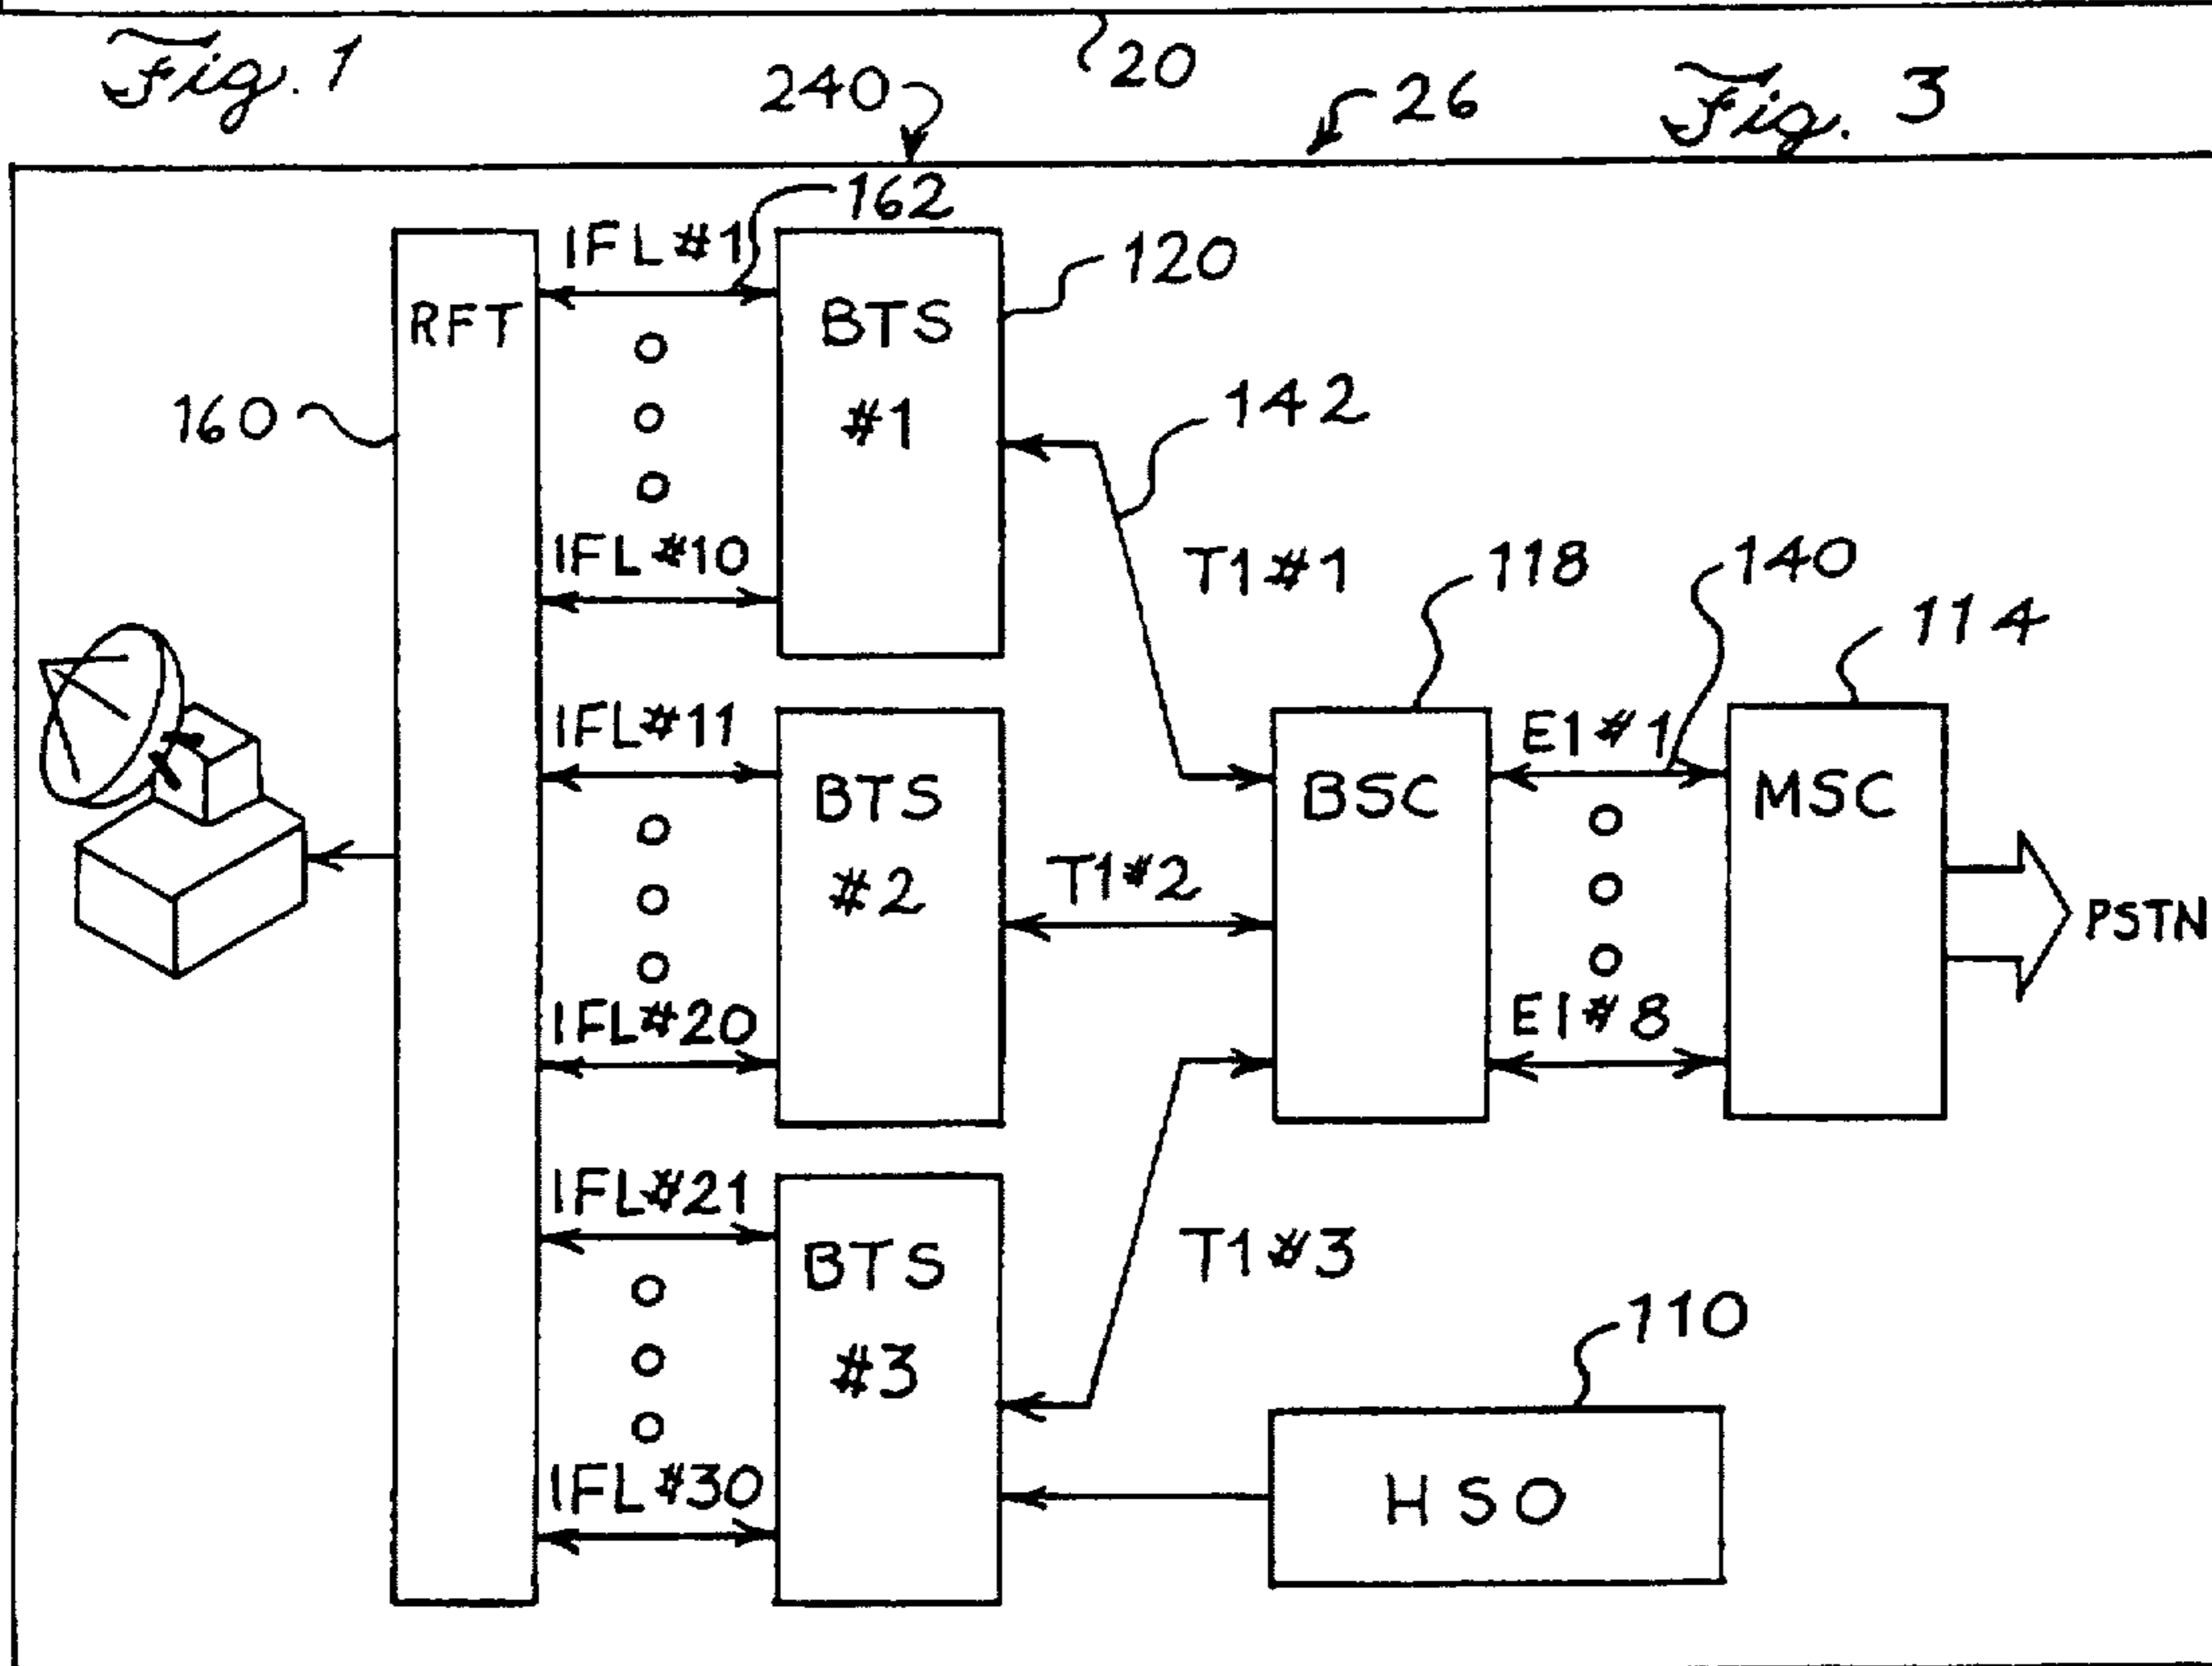 Fig. 1
20
240
26
Fig. 3
162
IFL#1
120
RFT
BTS
#1
160
142
IFL#10
T1#1
118
140
114
IFL#11
E1#1
BTS
#2
BSC
MSC
T1#2
PSTN
IFL#20
E1#8
IFL#21
BTS
#3
T1#3
110
IFL#30
HSO